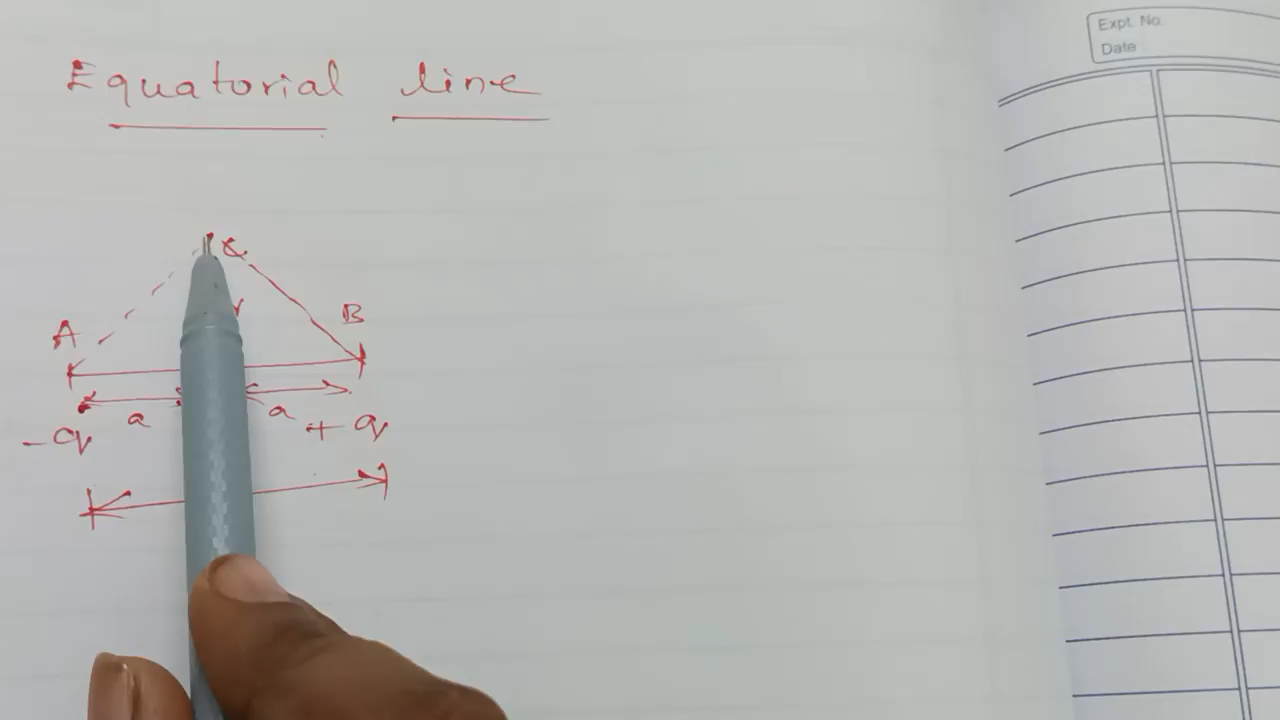 Equatorial line
Expt. No.
Date
C
r
A
B
a
a
-q
+q